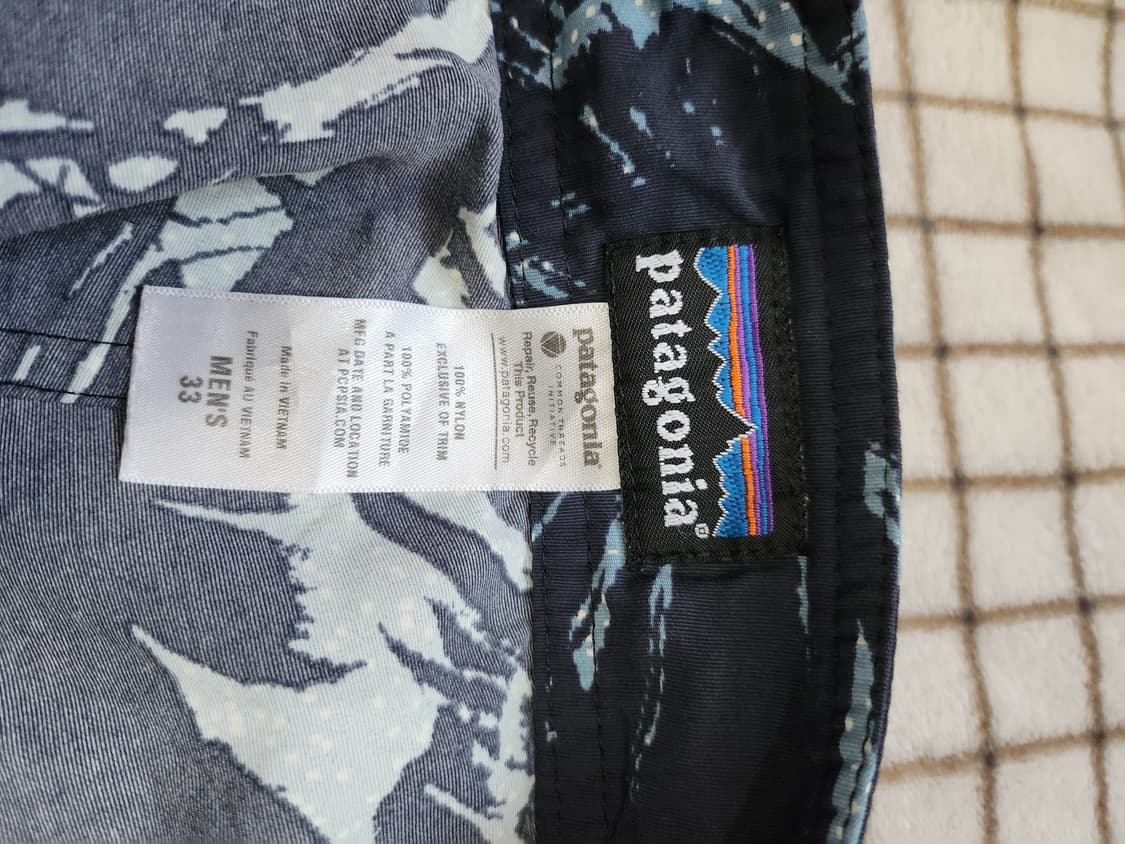 patagonia®
patagonia®
COMMON THREADS
INITIATIVE™
Repair, Reuse, Recycle
This Product
www.patagonia.com
100% NYLON
EXCLUSIVE OF TRIM
100% POLYAMIDE
A PART LA GARNITURE
MFG DATE AND LOCATION
AT PCPSIA.COM
Made in VIETNAM
Fabriqué AU VIETNAM
MEN'S
33